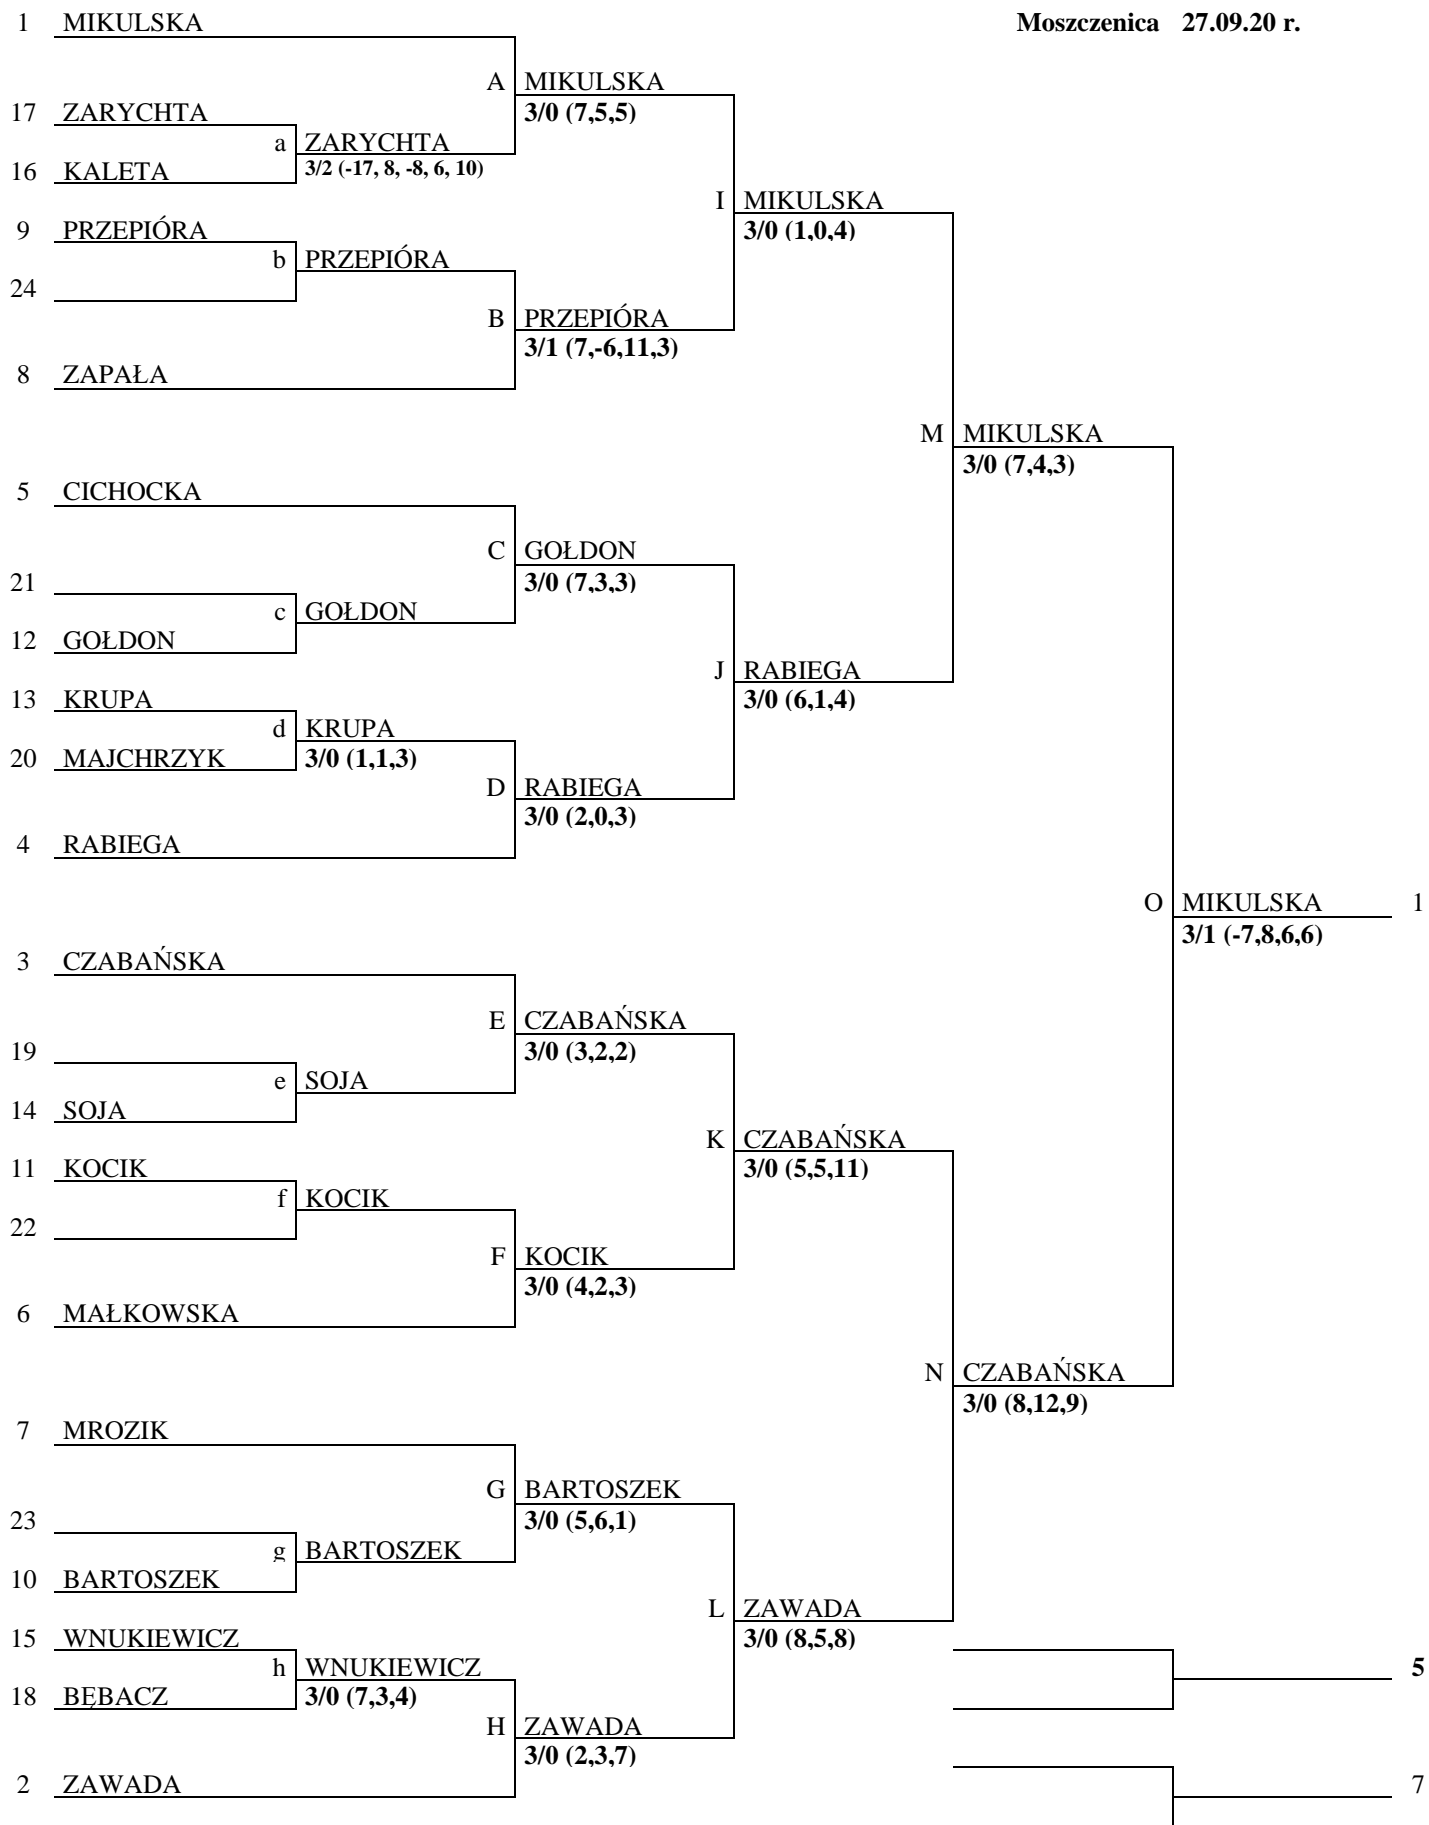 1 MIKULSKA Moszczenica 27.09.20 r.
A MIKULSKA
17 ZARYCHTA 3/0 (7,5,5)
a ZARYCHTA
16 KALETA 3/2 (-17, 8, -8, 6, 10)
I MIKULSKA
9 PRZEPIÓRA 3/0 (1,0,4)
b PRZEPIÓRA
24
B PRZEPIÓRA
3/1 (7,-6,11,3)
8 ZAPAŁA
M MIKULSKA
3/0 (7,4,3)
5 CICHOCKA
C GOŁDON
21 3/0 (7,3,3)
c GOŁDON
12 GOŁDON
J RABIEGA
13 KRUPA 3/0 (6,1,4)
d KRUPA
20 MAJCHRZYK 3/0 (1,1,3)
D RABIEGA
3/0 (2,0,3)
4 RABIEGA
O MIKULSKA 1
3/1 (-7,8,6,6)
3 CZABAŃSKA
E CZABAŃSKA
19 3/0 (3,2,2)
e SOJA
14 SOJA
K CZABAŃSKA
11 KOCIK 3/0 (5,5,11)
f KOCIK
22
F KOCIK
3/0 (4,2,3)
6 MAŁKOWSKA
N CZABAŃSKA
3/0 (8,12,9)
7 MROZIK
G BARTOSZEK
23 3/0 (5,6,1)
g BARTOSZEK
10 BARTOSZEK
L ZAWADA
15 WNUKIEWICZ 3/0 (8,5,8)
h WNUKIEWICZ 5
18 BĘBACZ 3/0 (7,3,4)
H ZAWADA
3/0 (2,3,7)
2 ZAWADA 7